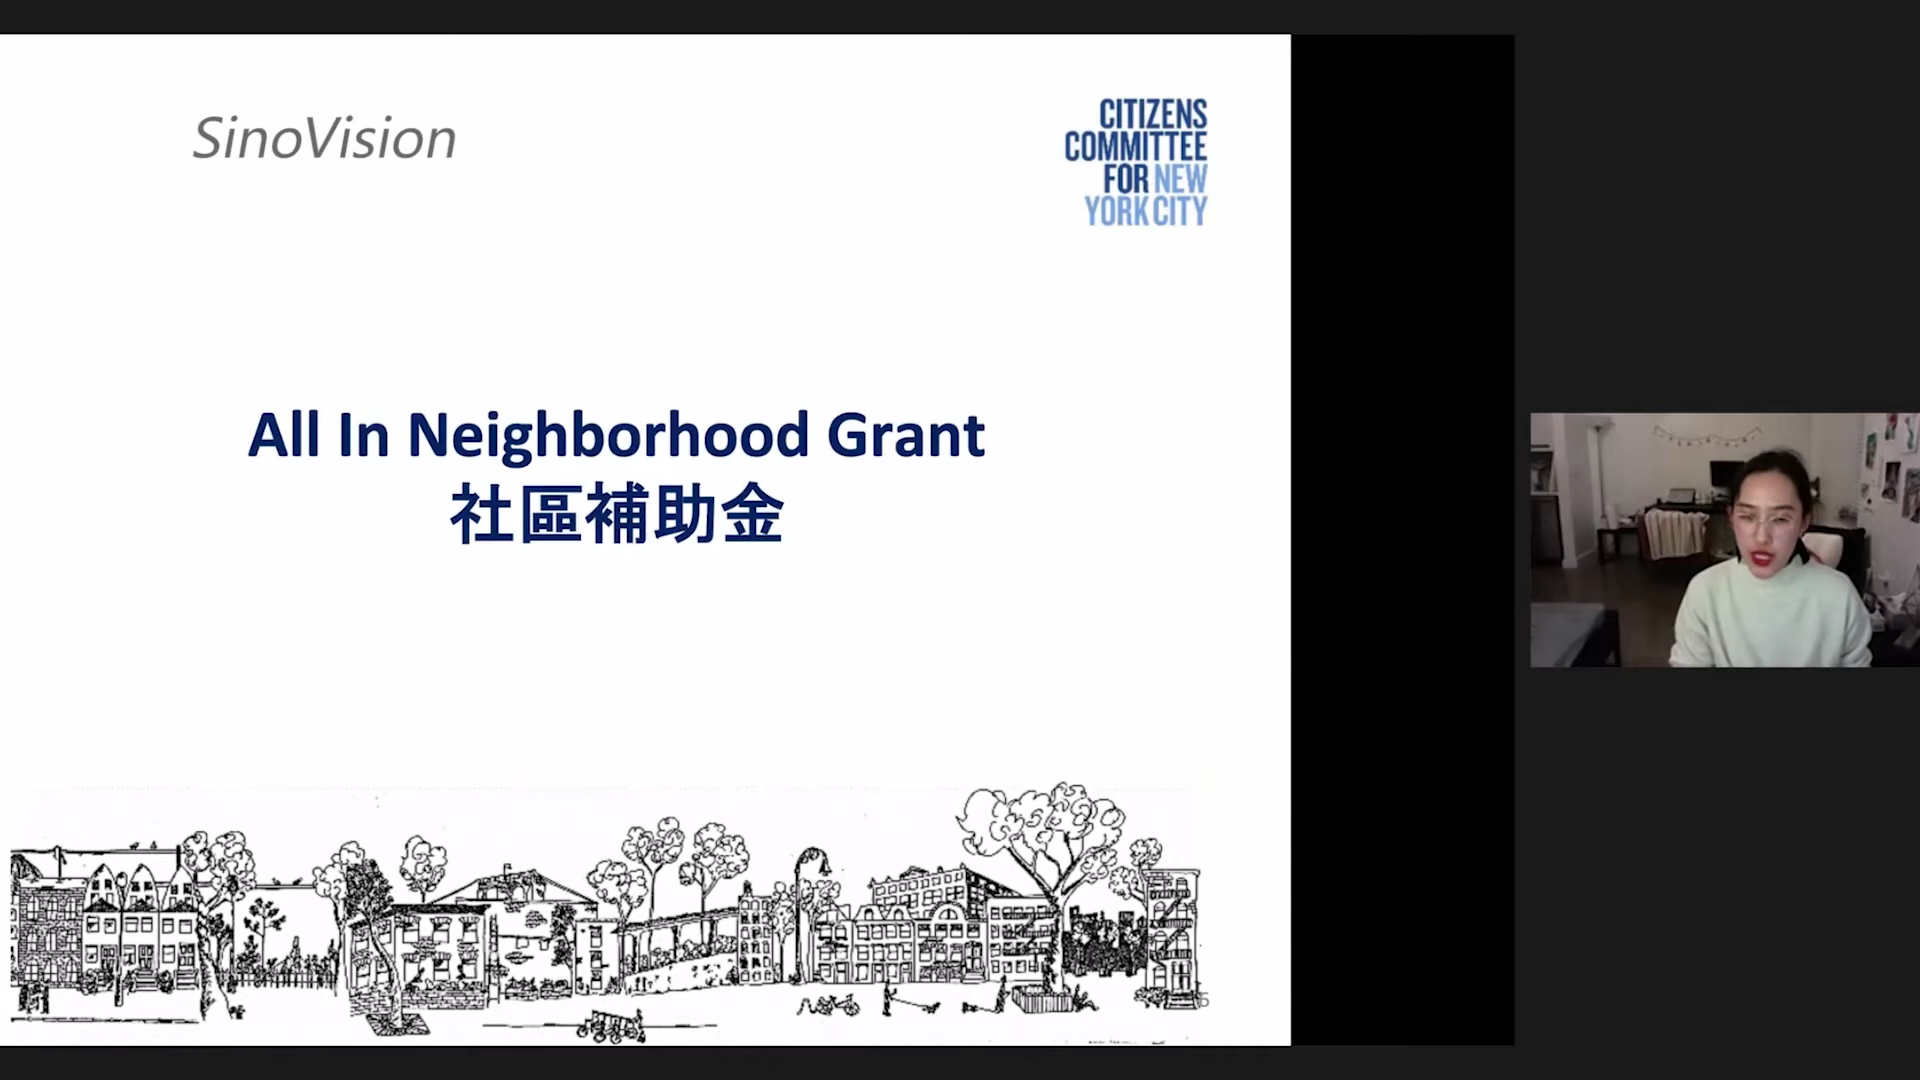 SinoVision
CITIZENS
COMMITTEE
FOR NEW
YORK CITY
All In Neighborhood Grant
社區補助金